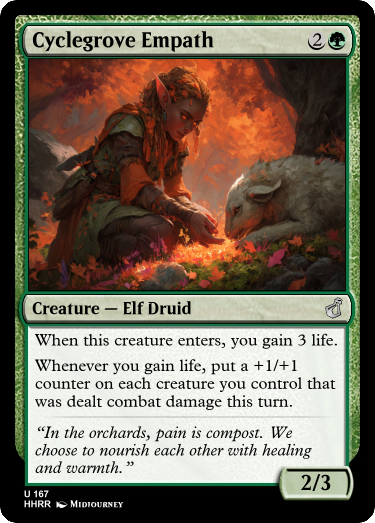 Cyclegrove Empath 2
Creature — Elf Druid
When this creature enters, you gain 3 life.
Whenever you gain life, put a +1/+1
counter on each creature you control that
was dealt combat damage this turn.
“In the orchards, pain is compost. We
choose to nourish each other with healing
and warmth.”
2/3
U 167
HHRR Midjourney